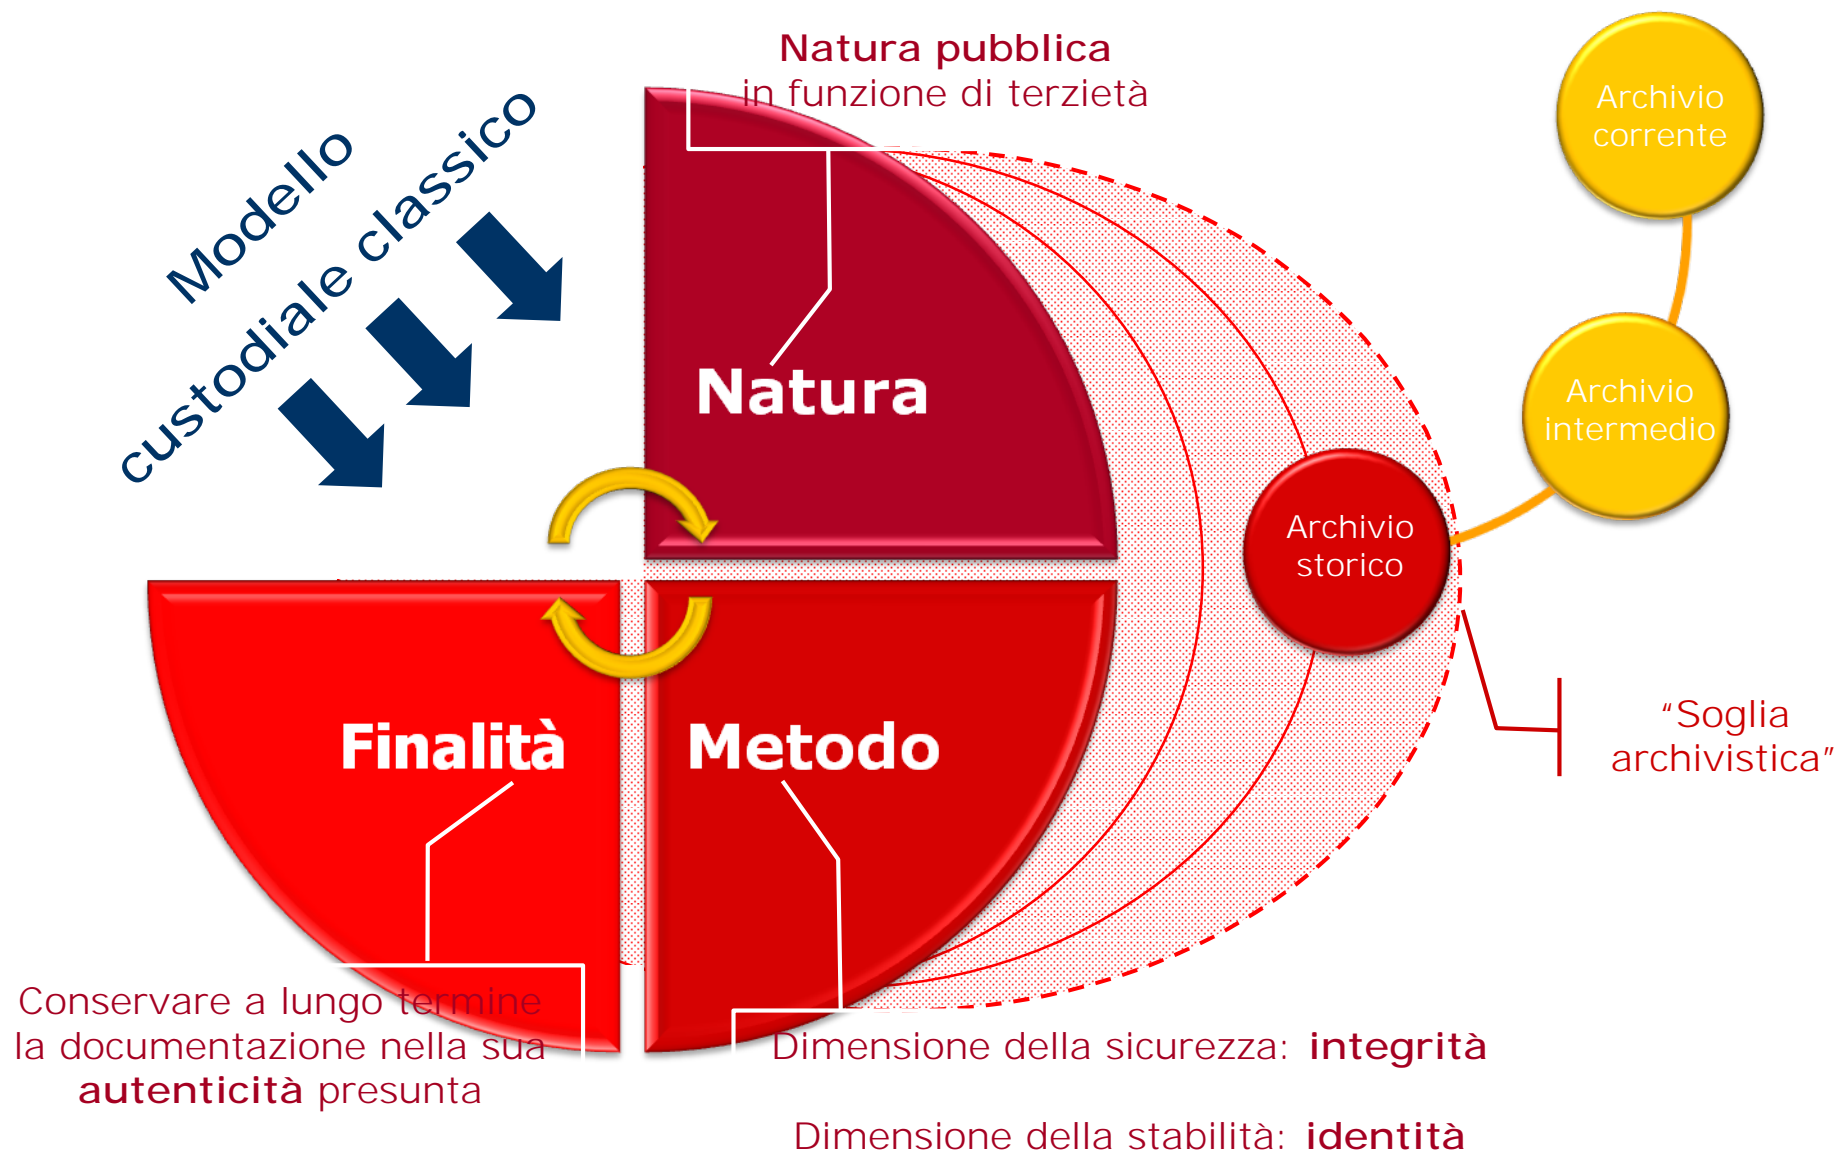 Natura pubblica
in funzione di terzietà
Modello
custodiale classico
Archivio
corrente
Natura
Archivio
intermedio
Archivio
storico
Finalità
Metodo
“Soglia
archivistica”
Conservare a lungo termine
la documentazione nella sua
autenticità presunta
Dimensione della sicurezza: integrità
Dimensione della stabilità: identità